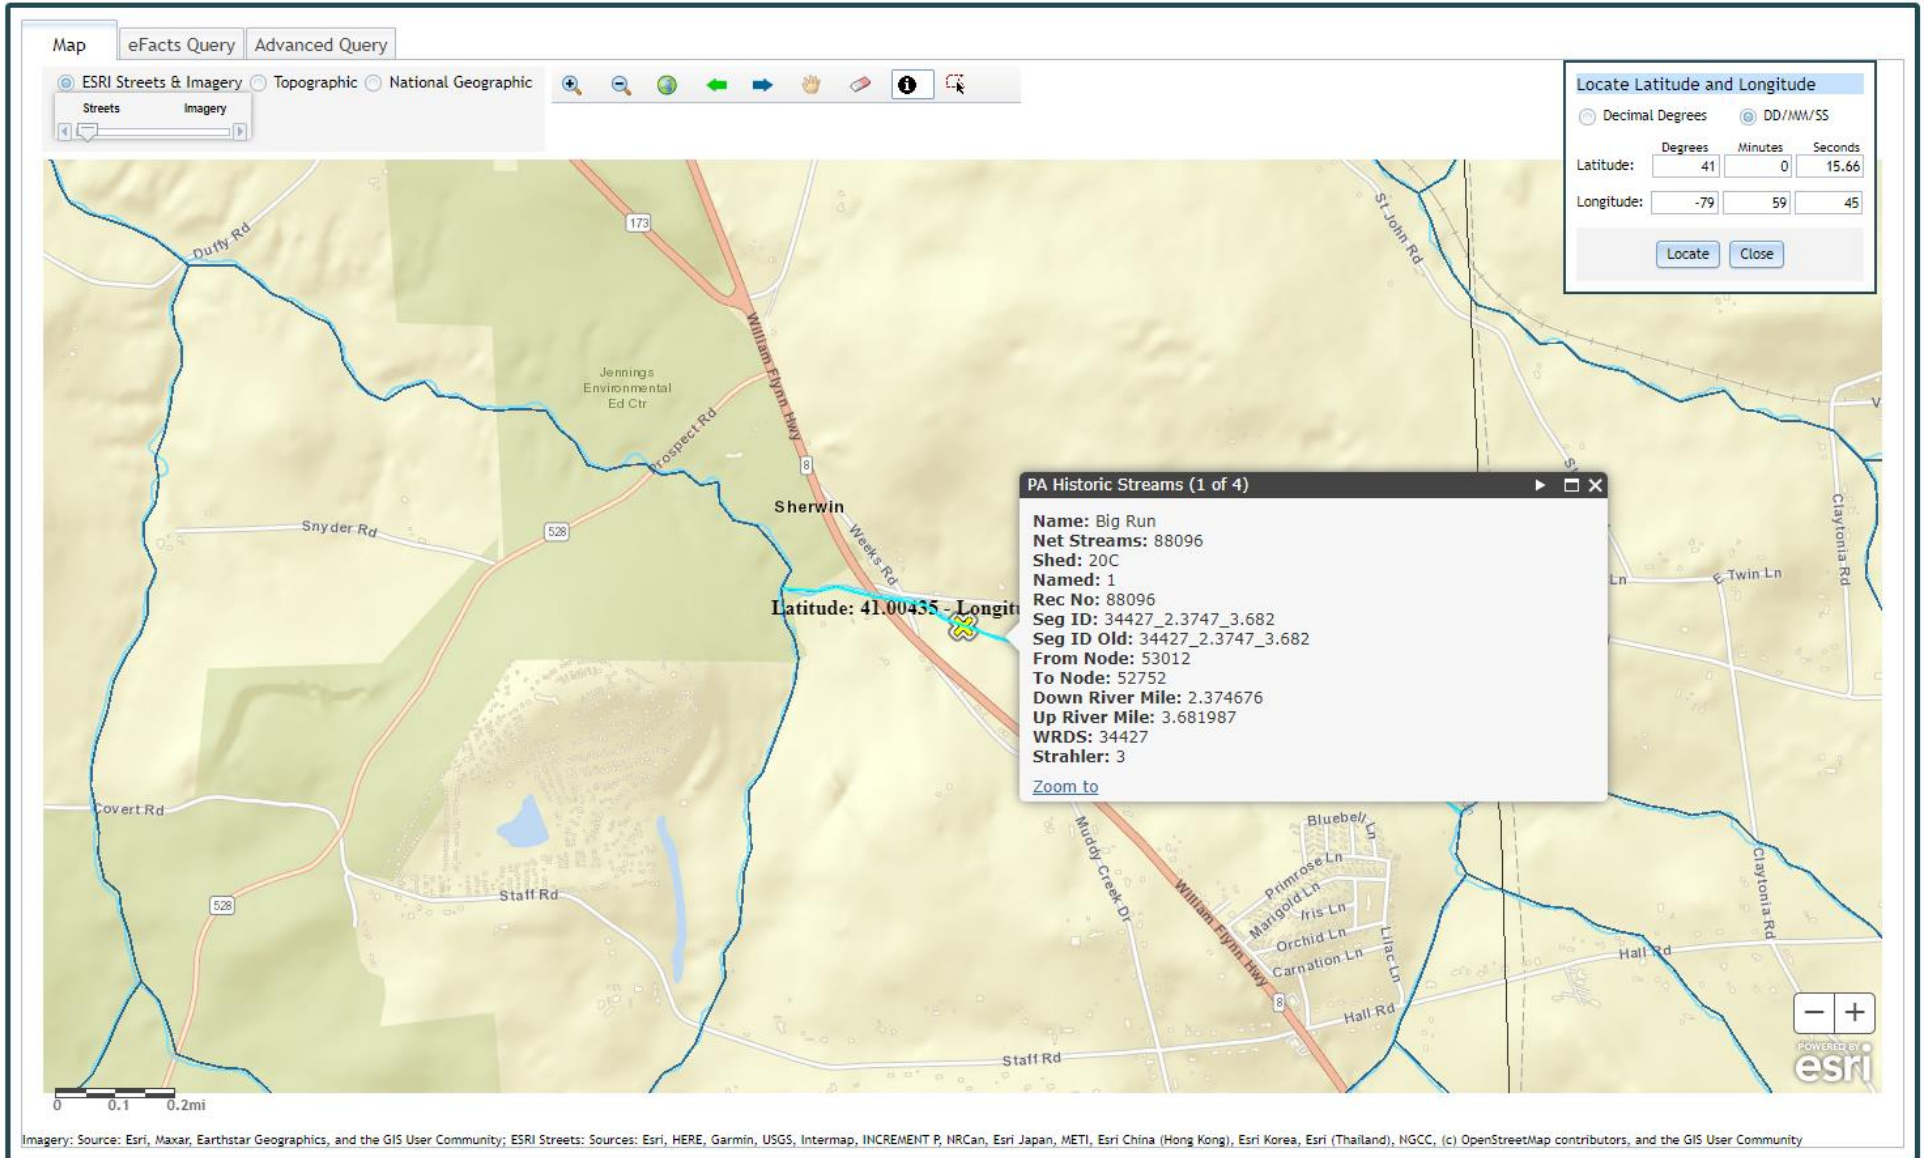 Map
eFacts Query
Advanced Query
ESRI Streets & Imagery
Topographic
National Geographic
Streets
Imagery
Locate Latitude and Longitude
Decimal Degrees
DD/MM/SS
Degrees Minutes Seconds
Latitude: 41 0 15.66
Longitude: -79 59 45
Locate
Close
Duffy Rd
173
St John Rd
William Flynn Hwy
Jennings
Environmental
Ed Ctr
Prospect Rd
8
Sherwin
Snyder Rd
528
Weeks Rd
Latitude: 41.00435 - Longitu
PA Historic Streams (1 of 4)
Name: Big Run
Net Streams: 88096
Shed: 20C
Named: 1
Rec No: 88096
Seg ID: 34427_2.3747_3.682
Seg ID Old: 34427_2.3747_3.682
From Node: 53012
To Node: 52752
Down River Mile: 2.374676
Up River Mile: 3.681987
WRDS: 34427
Strahler: 3
Zoom to
St
V
Claytonia Rd
Ln
E Twin Ln
Covert Rd
Bluebell Ln
Primrose Ln
Marigold Ln
Iris Ln
Orchid Ln
Carnation Ln
Lilac Ln
Muddy Creek Dr
William Flynn Hwy
8
Claytonia Rd
Hall Rd
Hall Rd
528
Staff Rd
Staff Rd
POWERED BY
esri
0 0.1 0.2mi
Imagery: Source: Esri, Maxar, Earthstar Geographics, and the GIS User Community; ESRI Streets: Sources: Esri, HERE, Garmin, USGS, Intermap, INCREMENT P, NRCan, Esri Japan, METI, Esri China (Hong Kong), Esri Korea, Esri (Thailand), NGCC, (c) OpenStreetMap contributors, and the GIS User Community